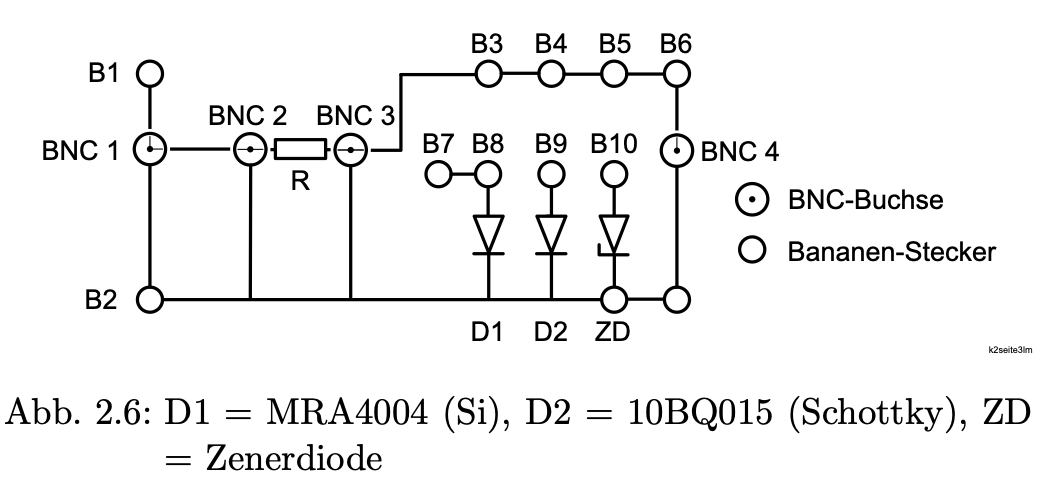 B3 B4 B5 B6
B1
BNC 2 BNC 3
BNC 1
B7 B8 B9 B10
BNC 4
R
BNC-Buchse
Bananen-Stecker
B2
D1 D2 ZD
k2seite3lm
Abb. 2.6: D1 = MRA4004 (Si), D2 = 10BQ015 (Schottky), ZD
= Zenerdiode